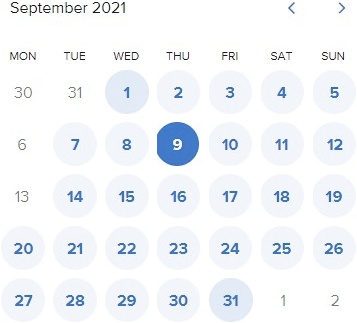 September 2021
MON TUE WED THU FRI SAT SUN
30 31 1 2 3 4 5
6 7 8 9 10 11 12
13 14 15 16 17 18 19
20 21 22 23 24 25 26
27 28 29 30 31 1 2